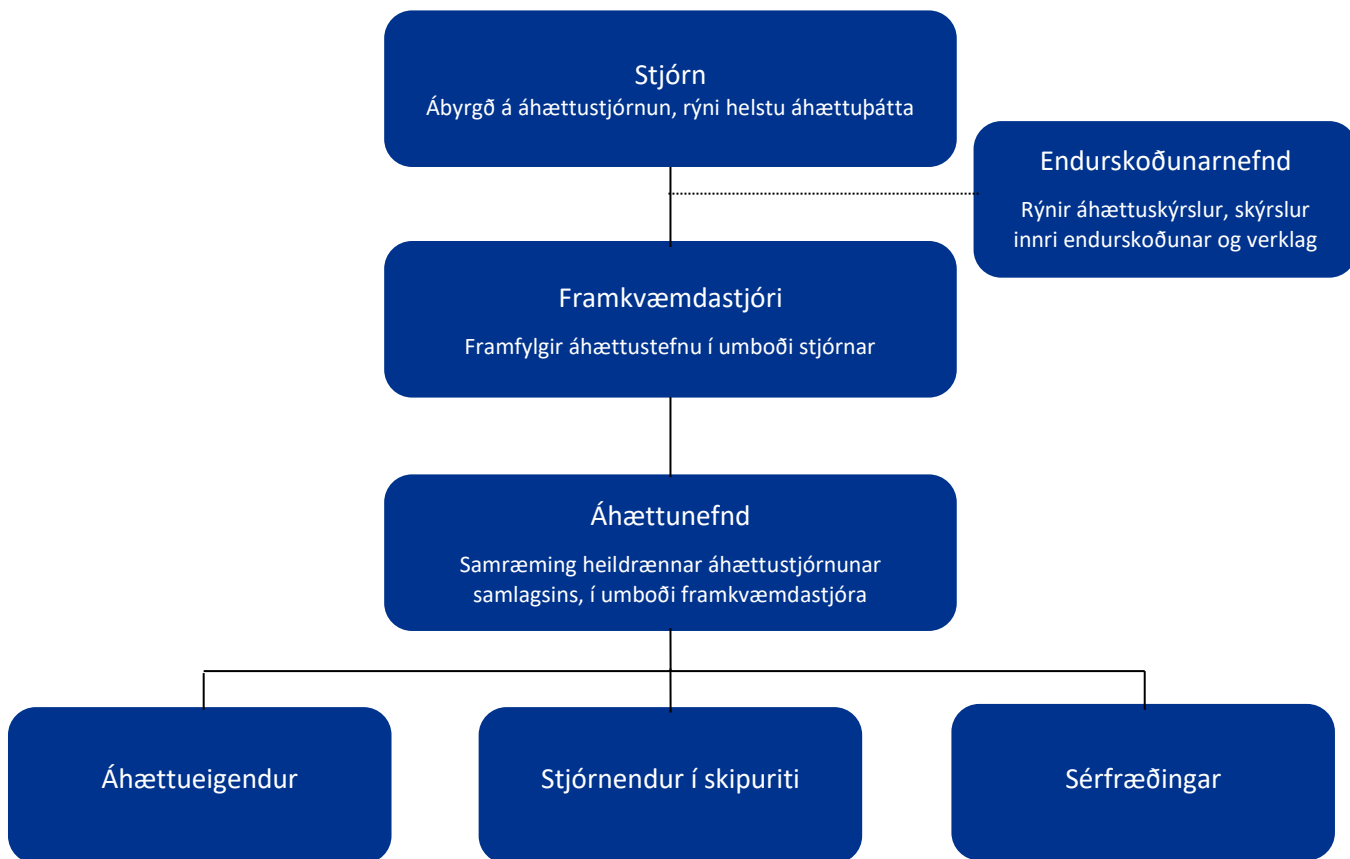 Stjórn
Ábyrgð á áhættustjórnun, rýni helstu áhættuþátta
Endurskoðunarnefnd
Rýnir áhættuskýrslur, skýrslur
innri endurskoðunar og verklag
Framkvæmdastjóri
Framfylgir áhættustefnu í umboði stjórnar
Áhættunefnd
Samræming heildrænnar áhættustjórnunar
samlagsins, í umboði framkvæmdastjóra
Áhættueigendur
Stjórnendur í skipuriti
Sérfræðingar